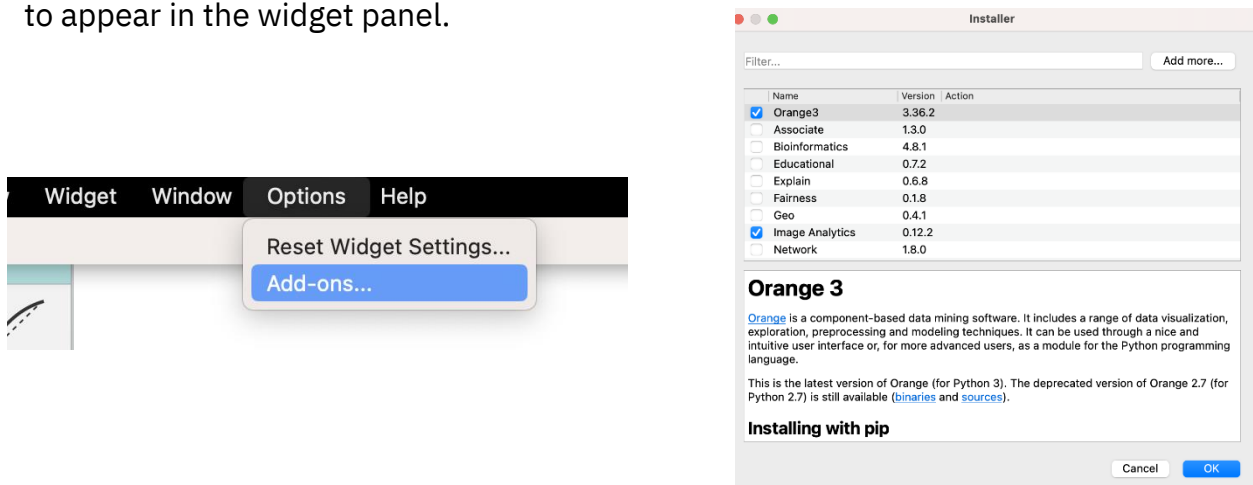 to appear in the widget panel.
Widget Window Options Help
Reset Widget Settings...
Add-ons...
Installer
Filter...
Add more...
Name Version Action
Orange3 3.36.2
Associate 1.3.0
Bioinformatics 4.8.1
Educational 0.7.2
Explain 0.6.8
Fairness 0.1.8
Geo 0.4.1
Image Analytics 0.12.2
Network 1.8.0
Orange 3
Orange is a component-based data mining software. It includes a range of data visualization,
exploration, preprocessing and modeling techniques. It can be used through a nice and
intuitive user interface or, for more advanced users, as a module for the Python programming
language.
This is the latest version of Orange (for Python 3). The deprecated version of Orange 2.7 (for
Python 2.7) is still available (binaries and sources).
Installing with pip
Cancel OK